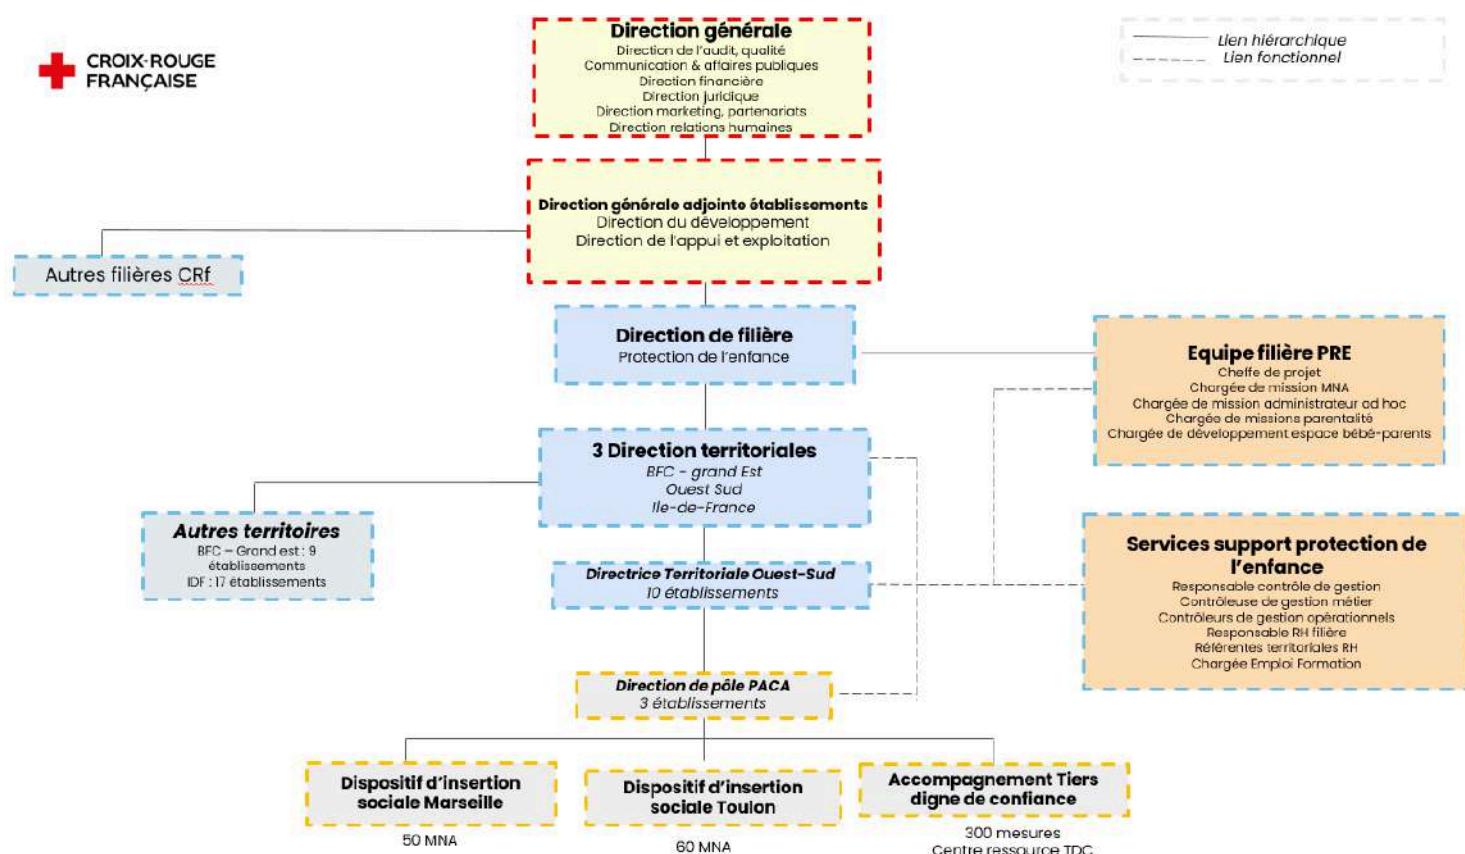 CROIX-ROUGE
FRANÇAISE
Direction générale
Direction de l'audit, qualité
Communication & affaires publiques
Direction financière
Direction juridique
Direction marketing, partenariats
Direction relations humaines
Lien hiérarchique
Lien fonctionnel
Direction générale adjointe établissements
Direction du développement
Direction de l'appui et exploitation
Autres filières CRf
Direction de filière
Protection de l'enfance
Equipe filière PRE
Cheffe de projet
Chargée de mission MNA
Chargée de mission administrateur ad hoc
Chargée de missions parentalité
Chargée de développement espace bébé-parents
3 Direction territoriales
BFC - grand Est
Ouest Sud
Ile-de-France
Autres territoires
BFC – Grand est : 9
établissements
IDF : 17 établissements
Directrice Territoriale Ouest-Sud
10 établissements
Services support protection de
l'enfance
Responsable contrôle de gestion
Contrôleuse de gestion métier
Contrôleurs de gestion opérationnels
Responsable RH filière
Référentes territoriales RH
Chargée Emploi Formation
Direction de pôle PACA
3 établissements
Dispositif d'insertion
sociale Marseille
50 MNA
Dispositif d'insertion
sociale Toulon
60 MNA
Accompagnement Tiers
digne de confiance
300 mesures
Centre ressource TDC